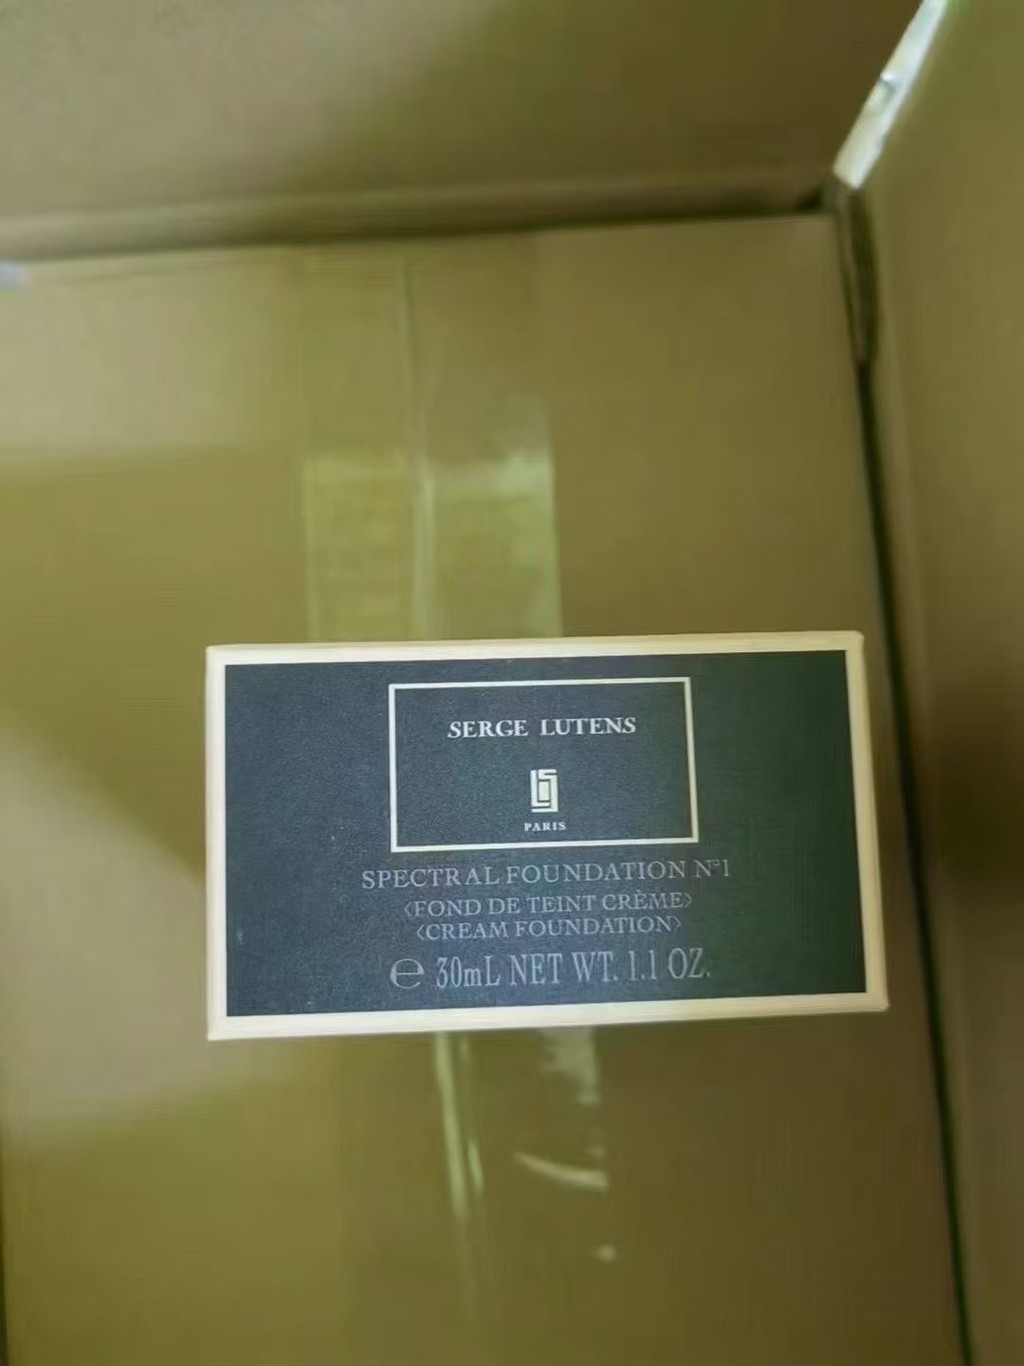 SERGE LUTENS
PARIS
SPECTRAL FOUNDATION N°1
<FOND DE TEINT CRÈME>
<CREAM FOUNDATION>
℮ 30mL NET WT. 1.1 OZ.